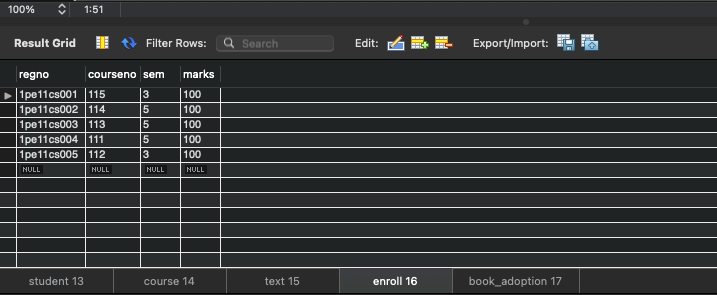 100% 1:51
Result Grid Filter Rows: Search Edit: Export/Import:
regno courseno sem marks
1pe11cs001 115 3 100
1pe11cs002 114 5 100
1pe11cs003 113 5 100
1pe11cs004 111 5 100
1pe11cs005 112 3 100
NULL NULL NULL NULL
student 13 course 14 text 15 enroll 16 book_adoption 17